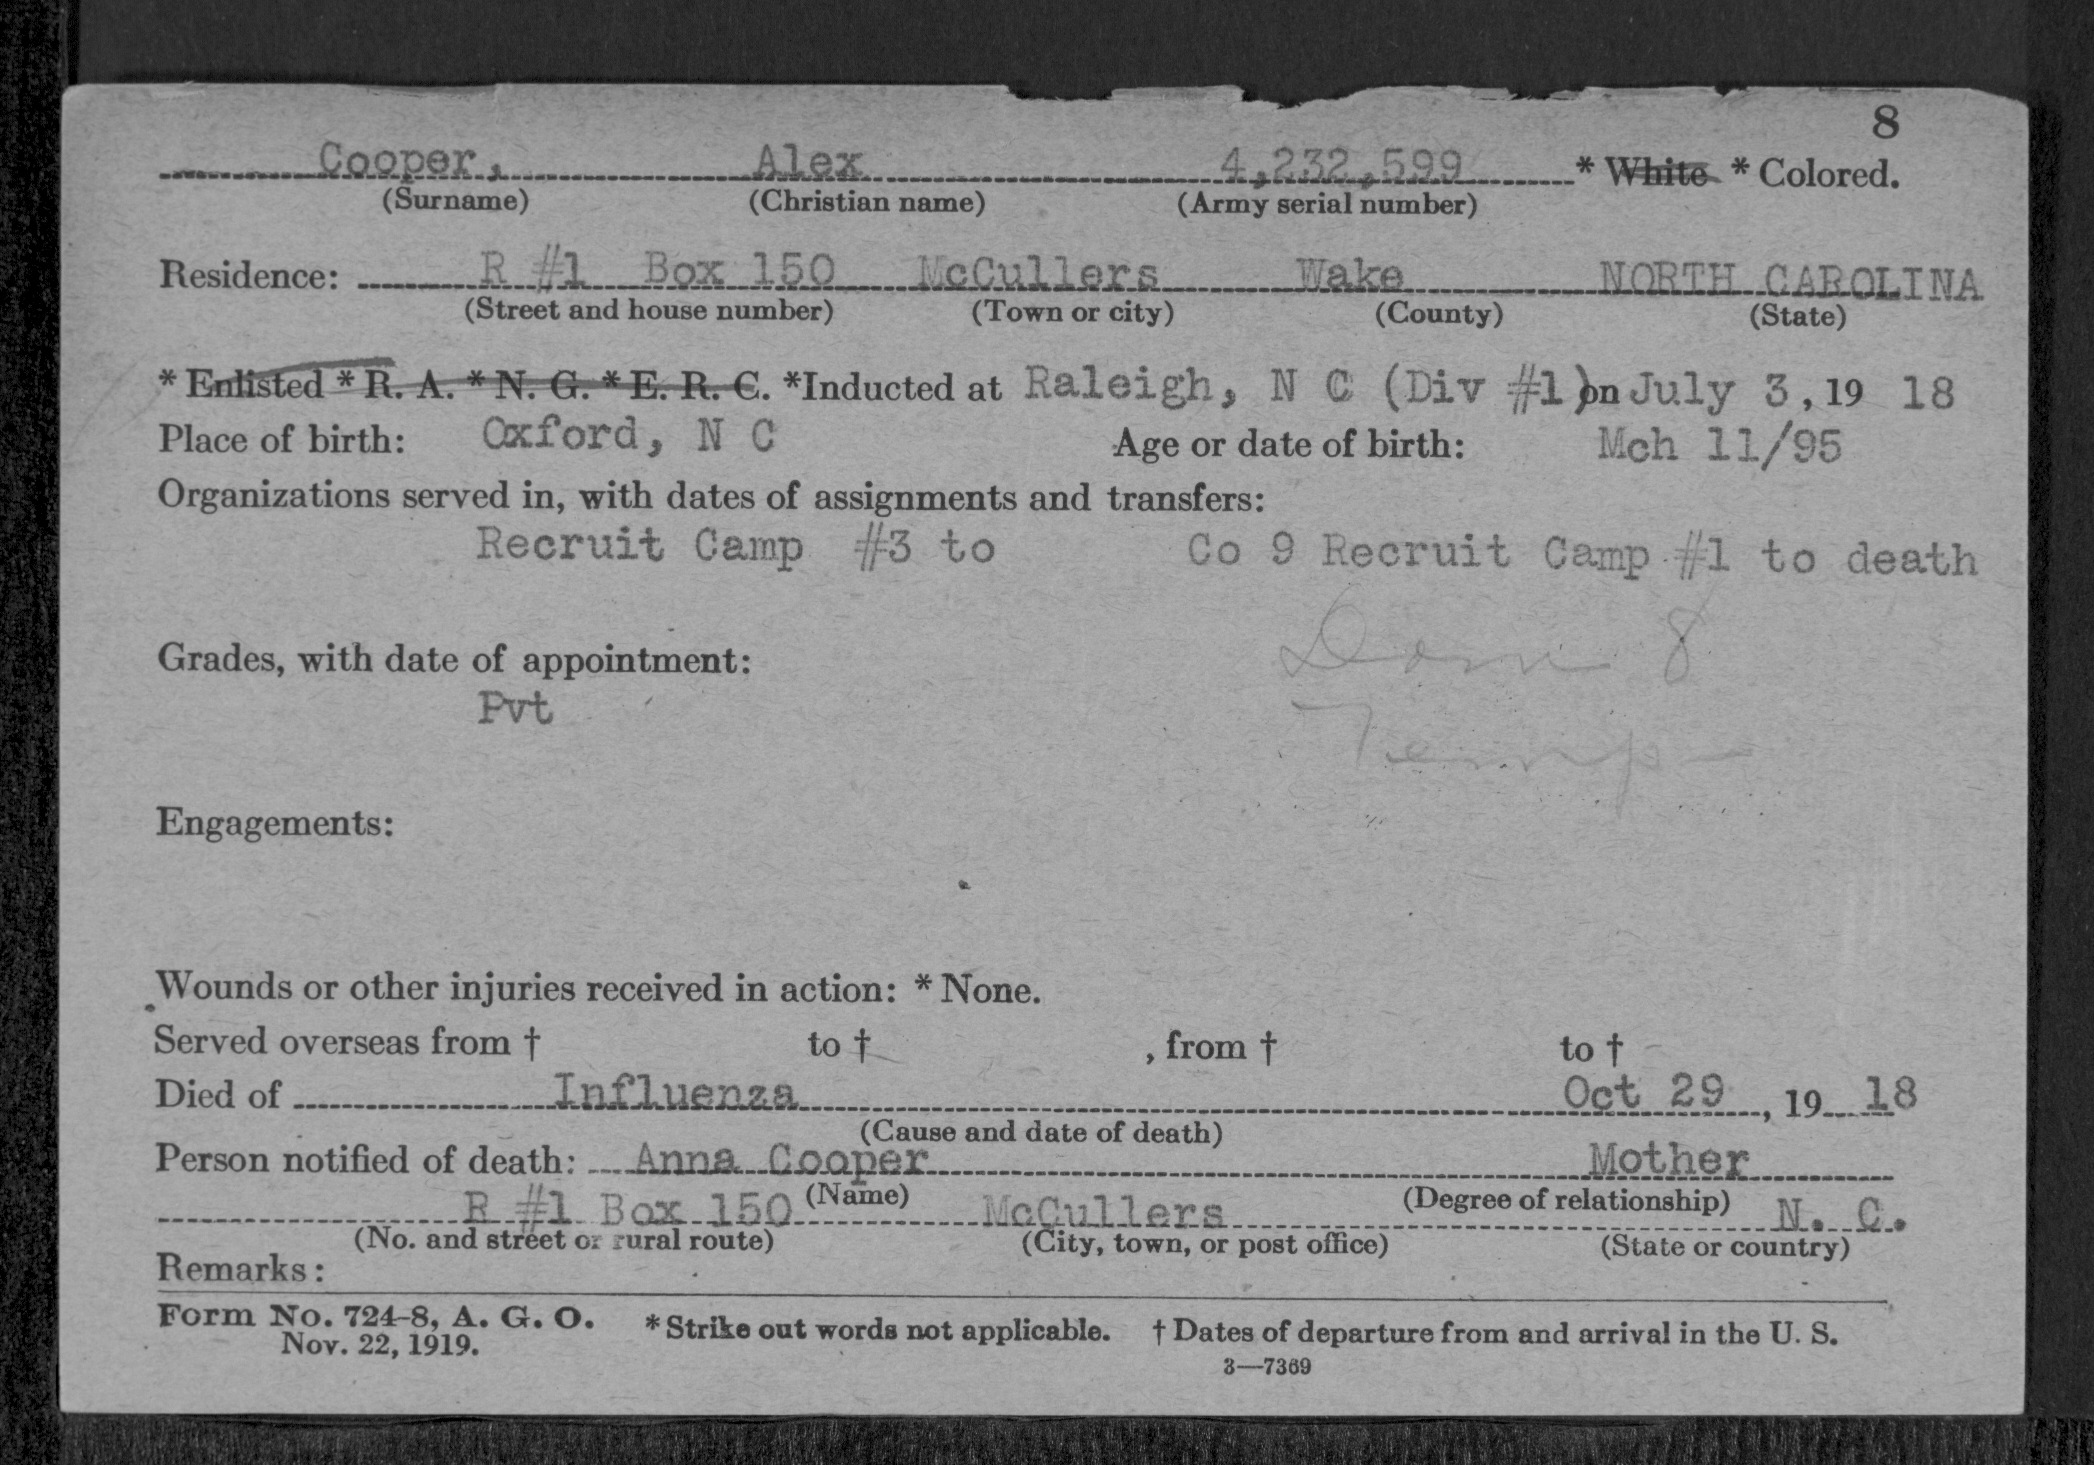 8
Cooper, Alex 4,232,599 * White * Colored.
(Surname) (Christian name) (Army serial number)
Residence: R #1 Box 150 McCullers Wake NORTH CAROLINA
(Street and house number) (Town or city) (County) (State)
* Enlisted * R. A. * N. G. * E. R. C. *Inducted at Raleigh, N C (Div #1) on July 3, 19 18
Place of birth: Oxford, N C Age or date of birth: Mch 11/95
Organizations served in, with dates of assignments and transfers:
Recruit Camp #3 to Co 9 Recruit Camp #1 to death
8
Grades, with date of appointment:
Pvt
Engagements:
Wounds or other injuries received in action: * None.
Served overseas from † to † , from † to †
Died of Influenza Oct 29, 19 18
(Cause and date of death)
Person notified of death: Anna Cooper Mother
(Name) (Degree of relationship)
R #1 Box 150 McCullers N. C.
(No. and street or rural route) (City, town, or post office) (State or country)
Remarks:
Form No. 724-8, A. G. O. * Strike out words not applicable. † Dates of departure from and arrival in the U. S.
Nov. 22, 1919.
3—7369